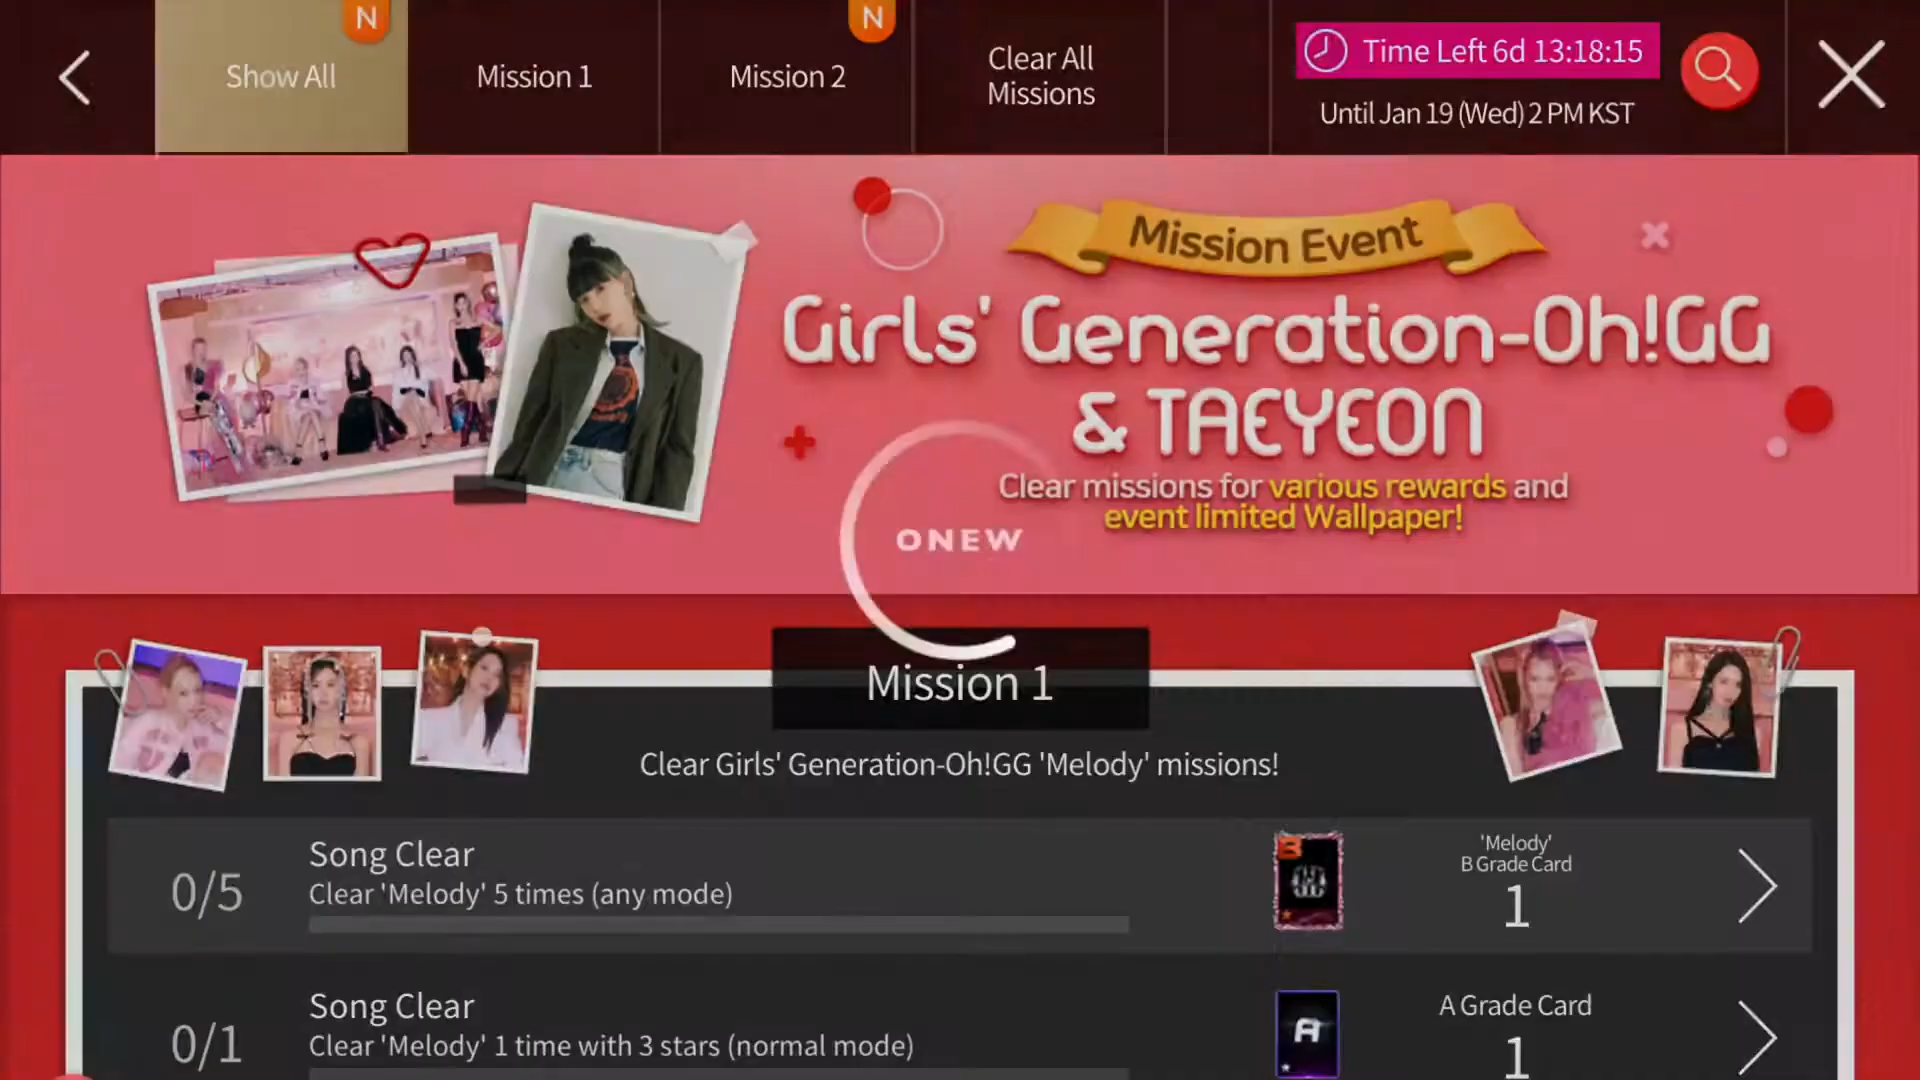 N
N
Show All
Mission 1
Mission 2
Clear All
Missions
Time Left 6d 13:18:15
Until Jan 19 (Wed) 2 PM KST
Mission Event
Girls' Generation-Oh!GG
& TAEYEON
Clear missions for various rewards and
event limited Wallpaper!
ONEW
Mission 1
Clear Girls' Generation-Oh!GG 'Melody' missions!
0/5
Song Clear
Clear 'Melody' 5 times (any mode)
B
'Melody'
B Grade Card
1
0/1
Song Clear
Clear 'Melody' 1 time with 3 stars (normal mode)
A
A Grade Card
1